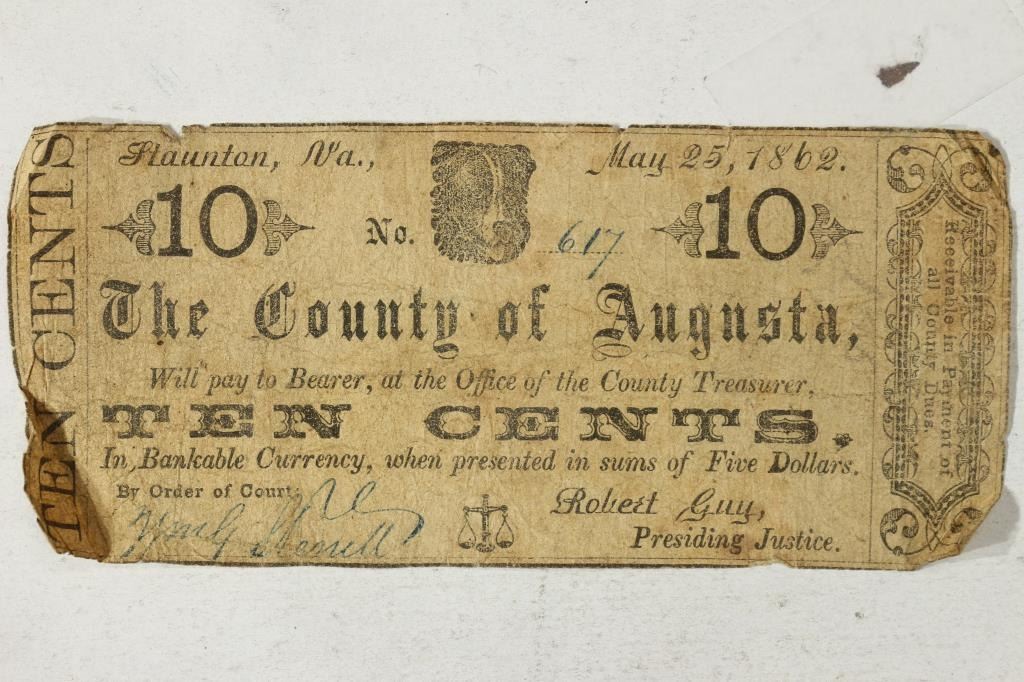 TEN CENTS
Staunton, Va., May 25, 1862.
10 No. 617 10
The County of Augusta,
Will pay to Bearer, at the Office of the County Treasurer,
TEN CENTS.
In Bankable Currency, when presented in sums of Five Dollars.
By Order of Court:
Robert Guy,
Presiding Justice.
Receivable in Payment of
all County Dues.